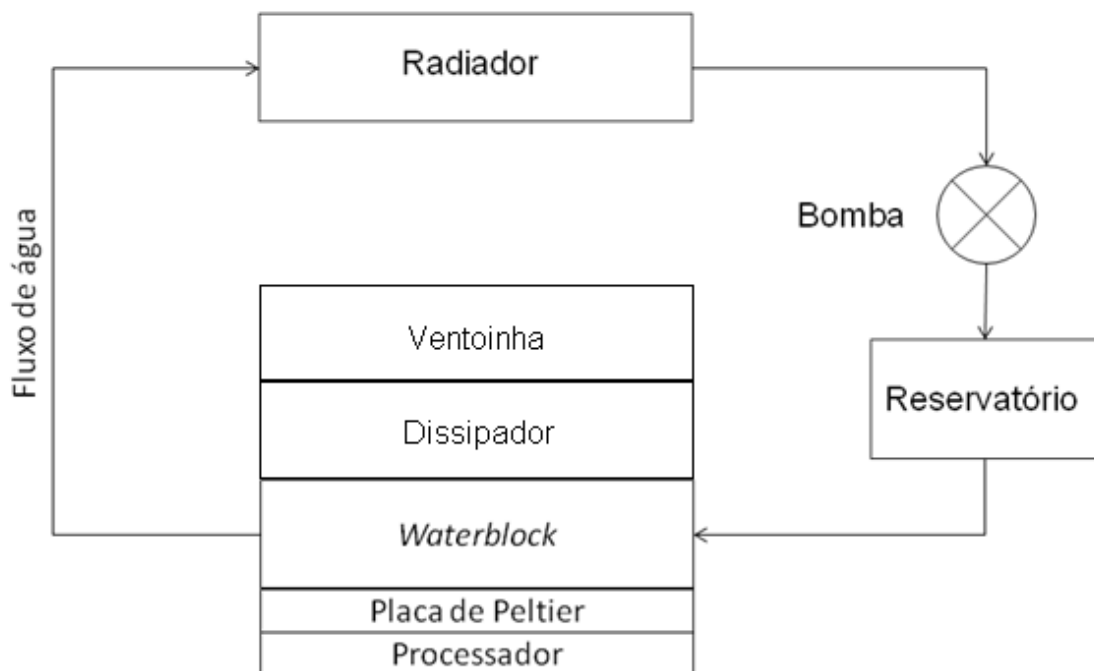 Radiador
Bomba
Fluxo de água
Ventoinha
Reservatório
Dissipador
Waterblock
Placa de Peltier
Processador